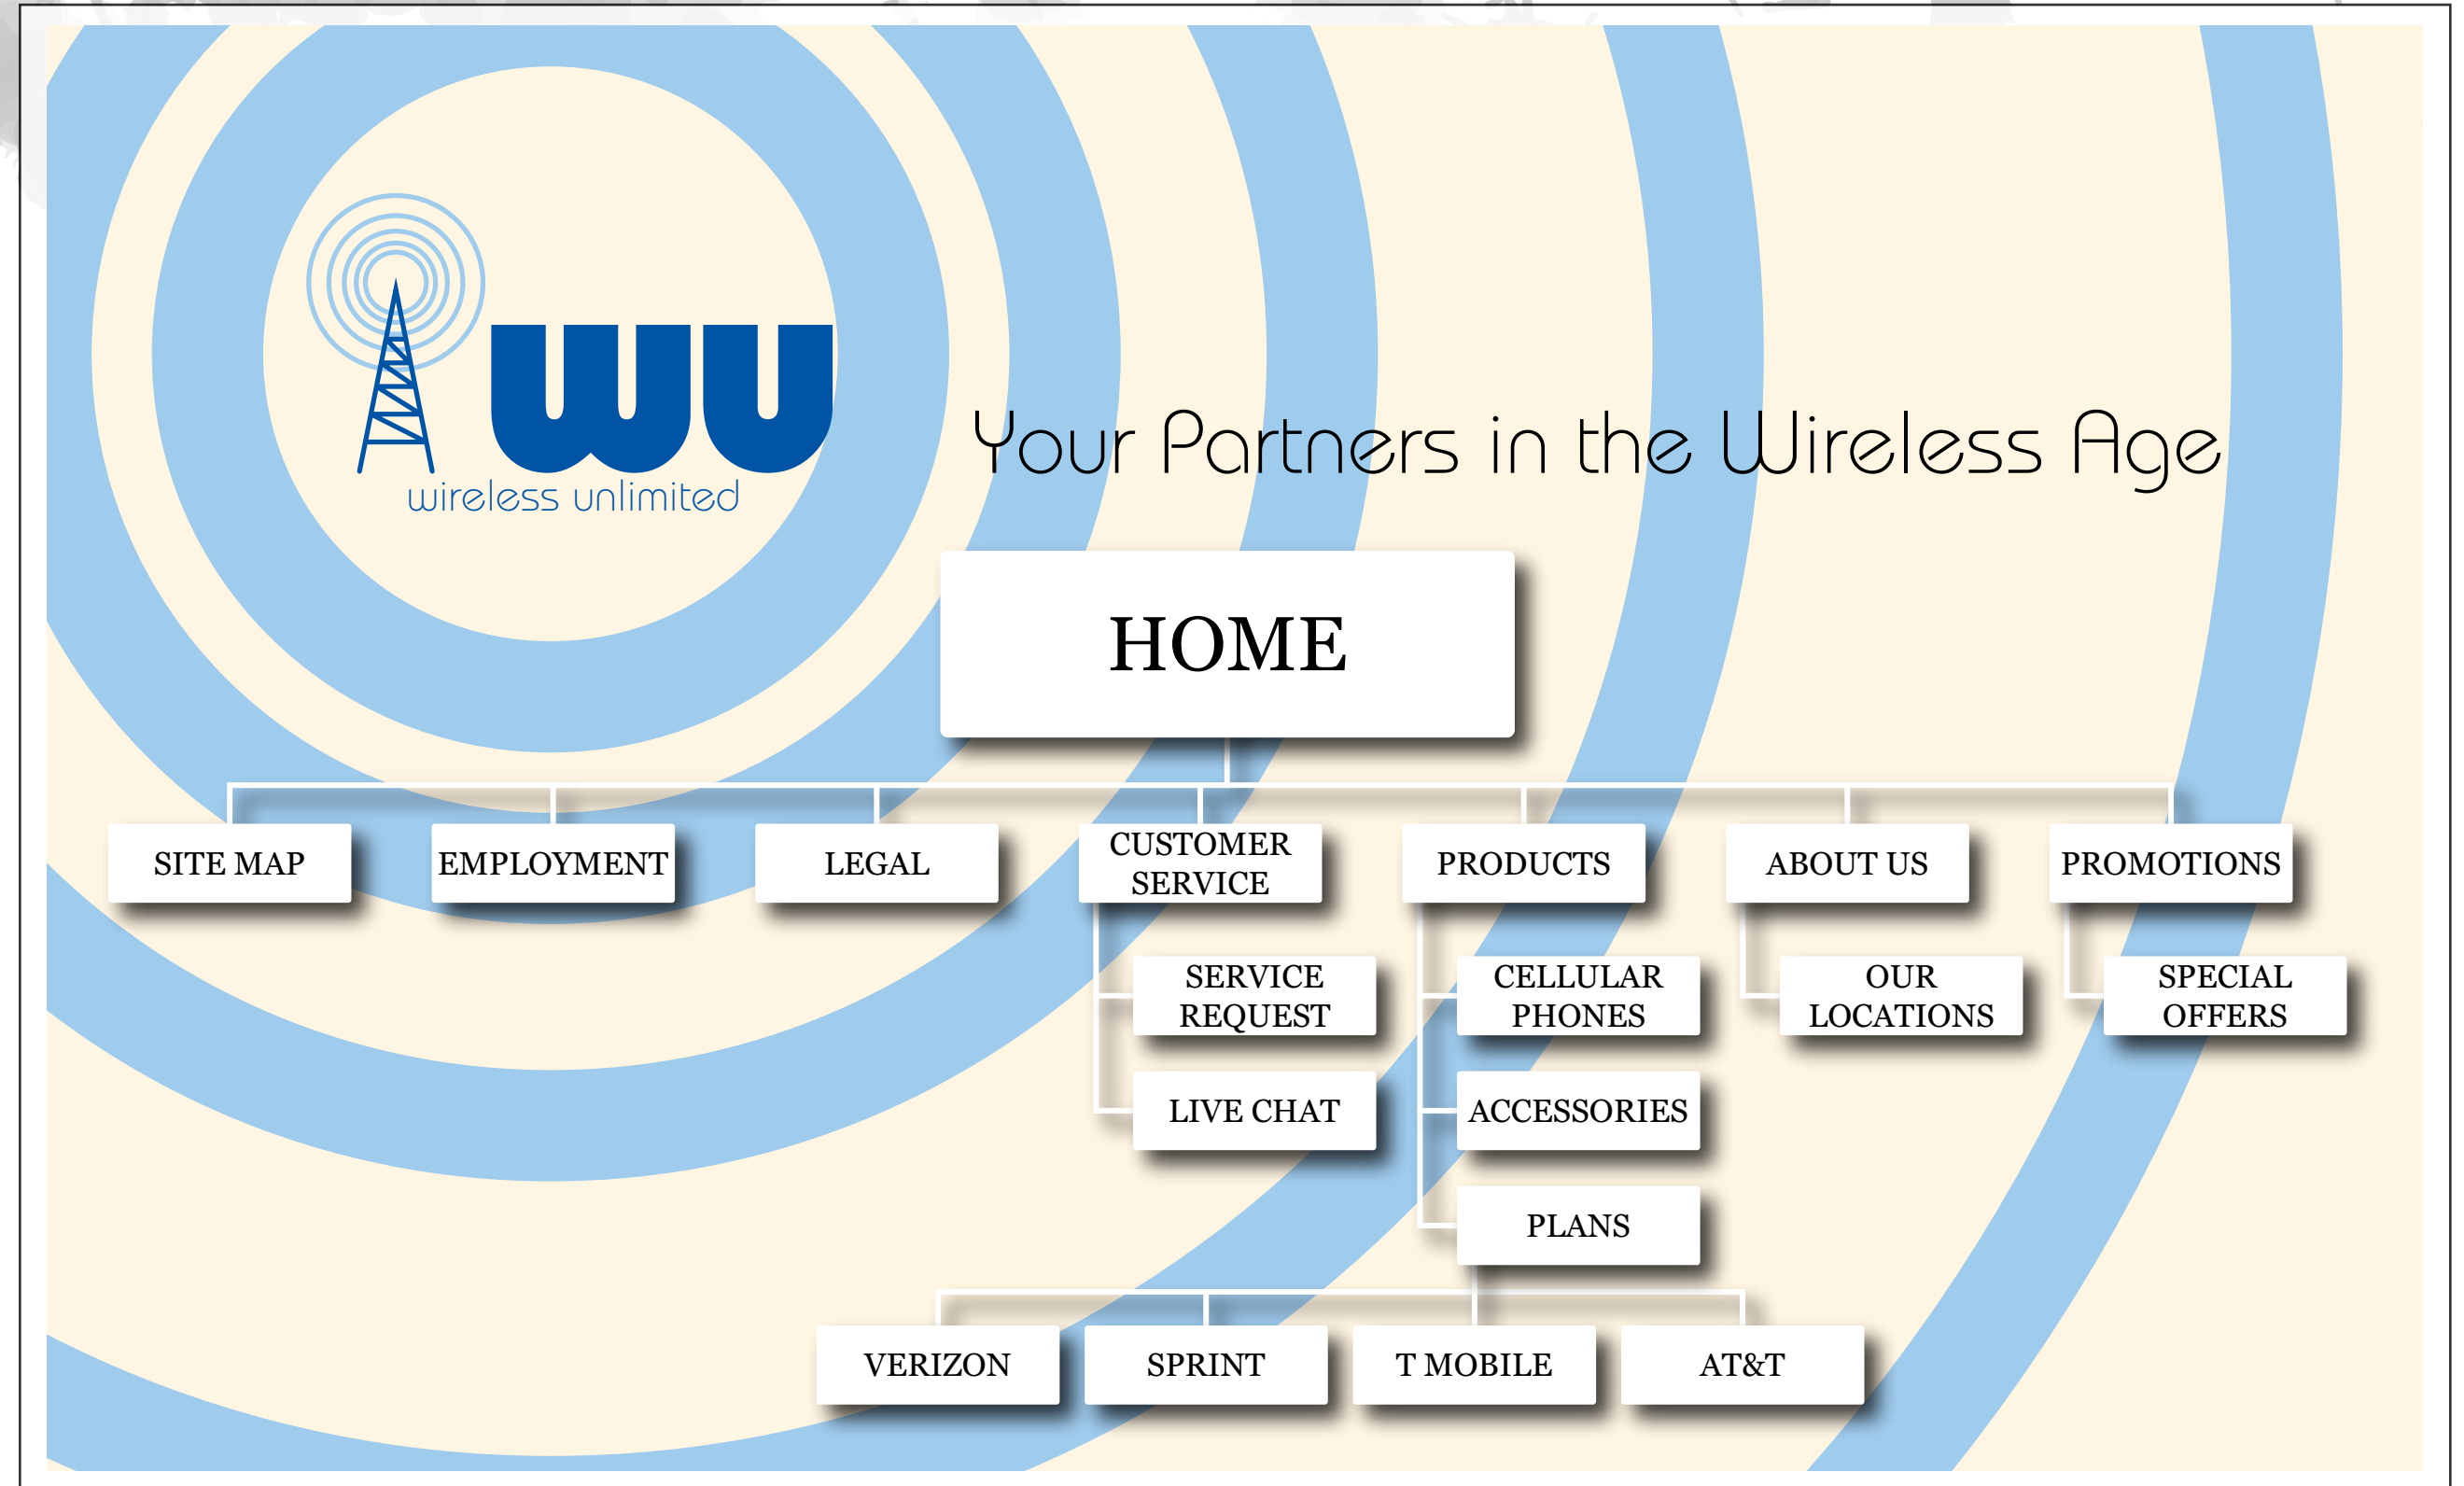 WU
wireless unlimited
Your Partners in the Wireless Age
HOME
SITE MAP
EMPLOYMENT
LEGAL
CUSTOMER
SERVICE
PRODUCTS
ABOUT US
PROMOTIONS
SERVICE
REQUEST
CELLULAR
PHONES
OUR
LOCATIONS
SPECIAL
OFFERS
LIVE CHAT
ACCESSORIES
PLANS
VERIZON
SPRINT
T MOBILE
AT&T